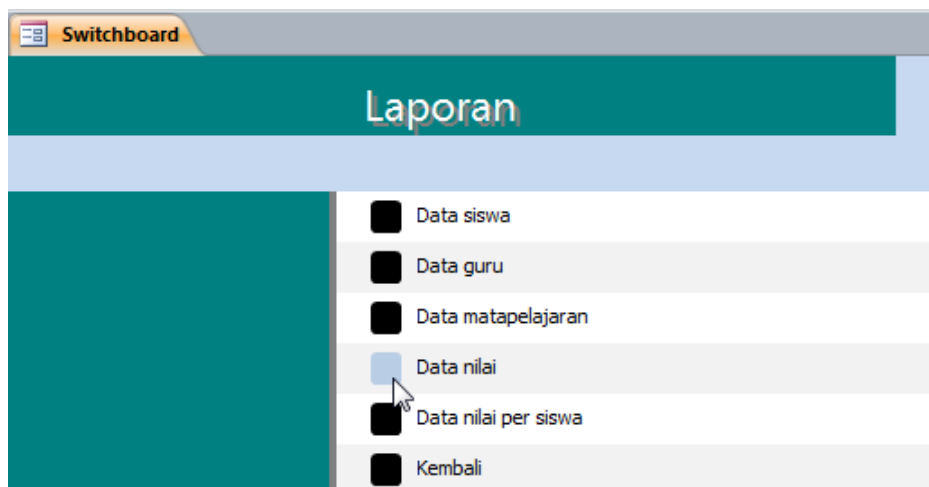 Switchboard
Laporan
Data siswa
Data guru
Data matapelajaran
Data nilai
Data nilai per siswa
Kembali